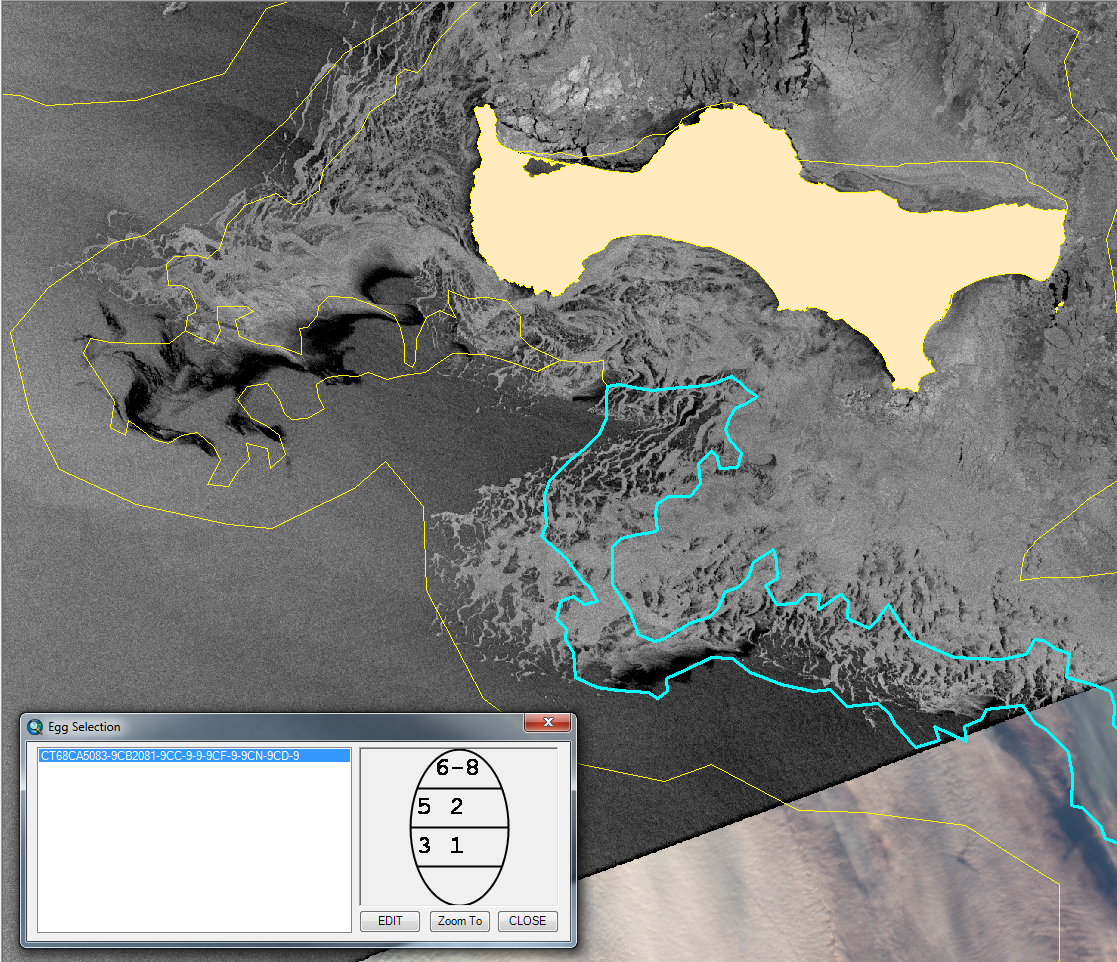 Egg Selection
CT68CA5083-9CB2081-9CC-9-9-9CF-9-9CN-9CD-9
6-8
5 2
3 1
EDIT
Zoom To
CLOSE